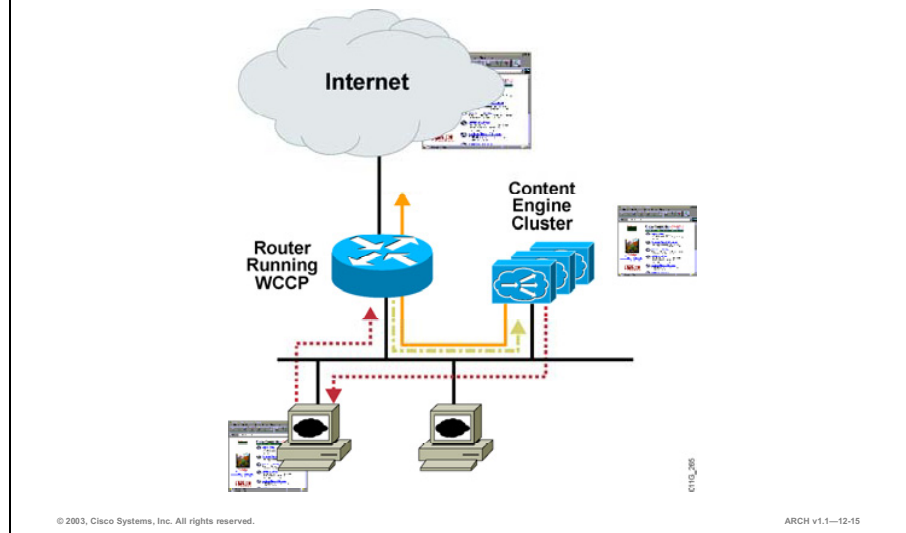 Internet
Content
Engine
Cluster
Router
Running
WCCP
011G_265
© 2003, Cisco Systems, Inc. All rights reserved.
ARCH v1.1—12-15